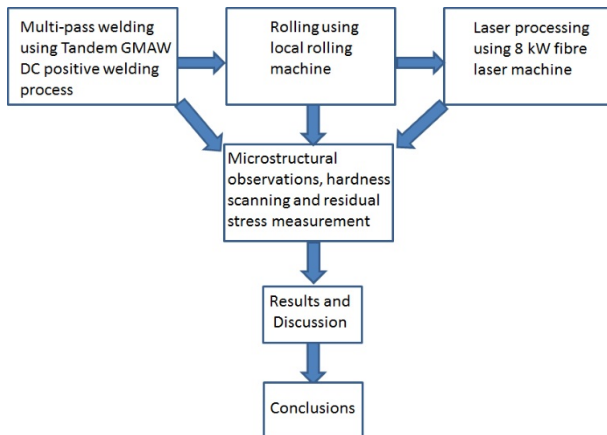 Multi-pass welding
using Tandem GMAW
DC positive welding
process
Rolling using
local rolling
machine
Laser processing
using 8 kW fibre
laser machine
Microstructural
observations, hardness
scanning and residual
stress measurement
Results and
Discussion
Conclusions